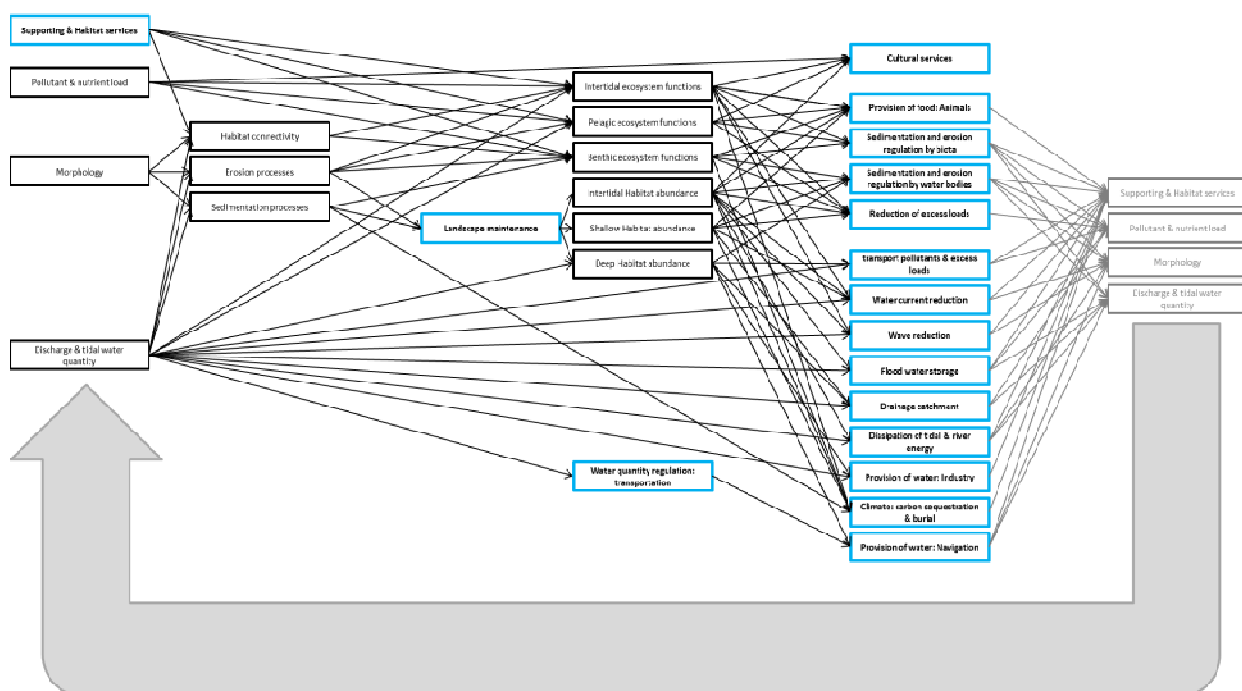 Supporting & Habitat services
Pollutant & nutrient load
Morphology
Discharge & tidal water
quantity
Habitat connectivity
Erosion processes
Sedimentation processes
Landscape maintenance
Intertidal ecosystem functions
Pelagic ecosystem functions
Benthic ecosystem functions
Intertidal Habitat abundance
Shallow Habitat abundance
Deep Habitat abundance
Water quantity regulation:
transportation
Cultural services
Provision of food: Animals
Sedimentation and erosion
regulation by biota
Sedimentation and erosion
regulation by water bodies
Reduction of excess loads
transport pollutants & excess
loads
Water current reduction
Wave reduction
Flood water storage
Drainage catchment
Dissipation of tidal & river
energy
Provision of water: Industry
Climate: carbon sequestration
& burial
Provision of water: Navigation
Supporting & Habitat services
Pollutant & nutrient load
Morphology
Discharge & tidal water
quantity